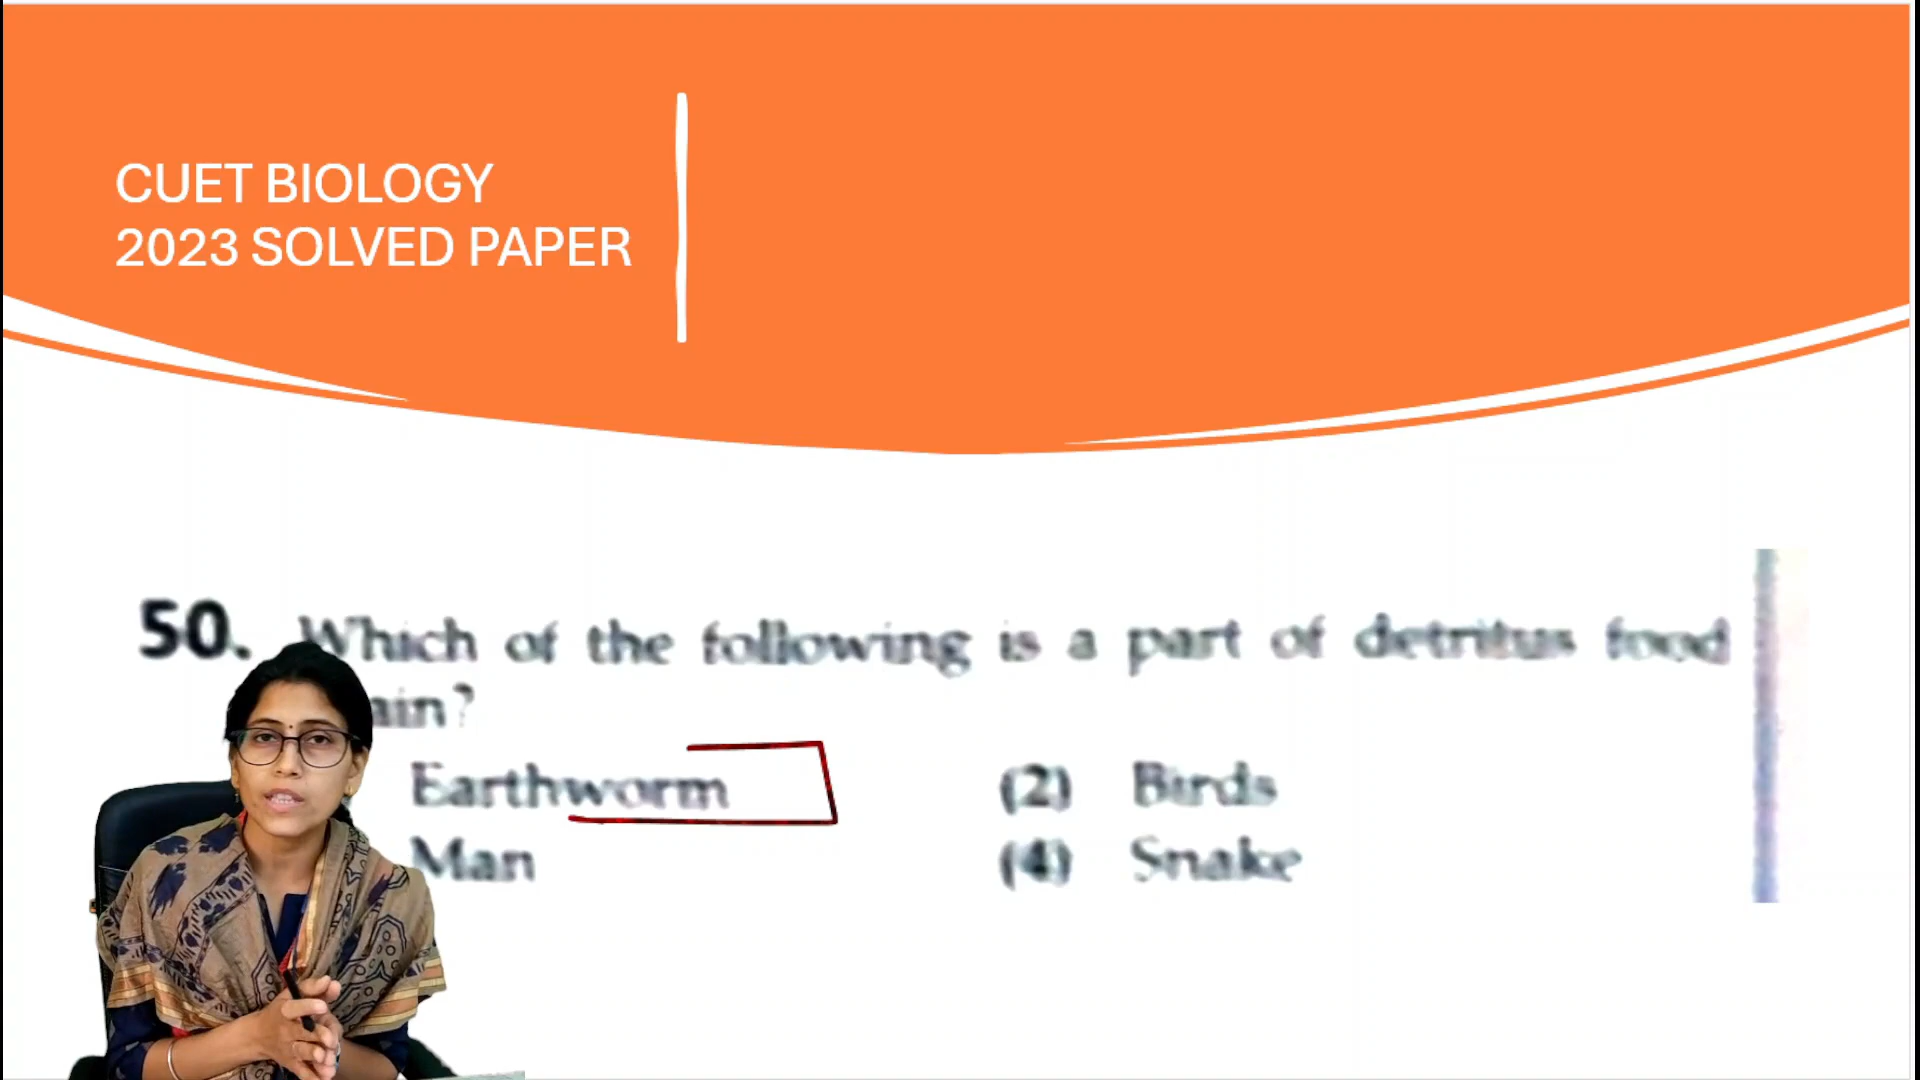 CUET BIOLOGY
2023 SOLVED PAPER
50. Which of the following is a part of detritus food
ain?
Earthworm (2) Birds
Man (4) Snake